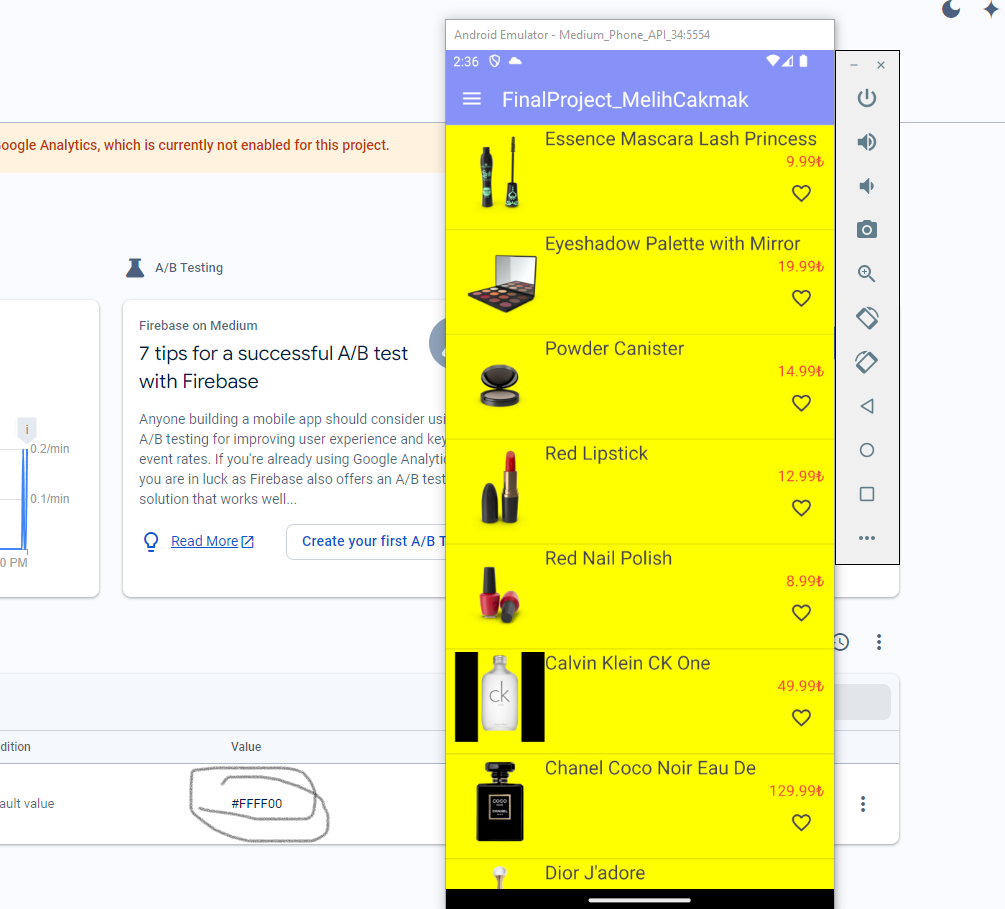 Android Emulator - Medium_Phone_API_34:5554
2:36
FinalProject_MelihCakmak
Google Analytics, which is currently not enabled for this project.
A/B Testing
Firebase on Medium
7 tips for a successful A/B test
with Firebase
Anyone building a mobile app should consider usi
A/B testing for improving user experience and key
event rates. If you're already using Google Analytic
you are in luck as Firebase also offers an A/B test
solution that works well...
Read More
Create your first A/B T
0.2/min
0.1/min
0 PM
dition
Value
ault value
#FFFF00
Essence Mascara Lash Princess
9.99₺
Eyeshadow Palette with Mirror
19.99₺
Powder Canister
14.99₺
Red Lipstick
12.99₺
Red Nail Polish
8.99₺
Calvin Klein CK One
49.99₺
ck
Chanel Coco Noir Eau De
129.99₺
COCO
CHANEL
Dior J'adore